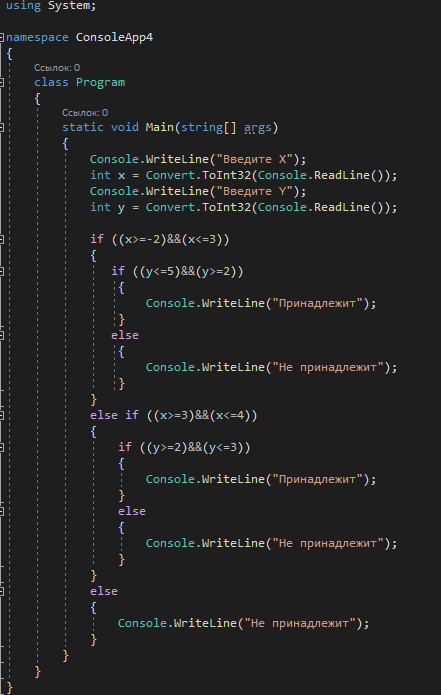 using System;
namespace ConsoleApp4
{
Ссылок: 0
class Program
{
Ссылок: 0
static void Main(string[] args)
{
Console.WriteLine("Введите X");
int x = Convert.ToInt32(Console.ReadLine());
Console.WriteLine("Введите Y");
int y = Convert.ToInt32(Console.ReadLine());
if ((x>=-2)&&(x<=3))
{
if ((y<=5)&&(y>=2))
{
Console.WriteLine("Принадлежит");
}
else
{
Console.WriteLine("Не принадлежит");
}
}
else if ((x>=3)&&(x<=4))
{
if ((y>=2)&&(y<=3))
{
Console.WriteLine("Принадлежит");
}
else
{
Console.WriteLine("Не принадлежит");
}
}
else
{
Console.WriteLine("Не принадлежит");
}
}
}
}